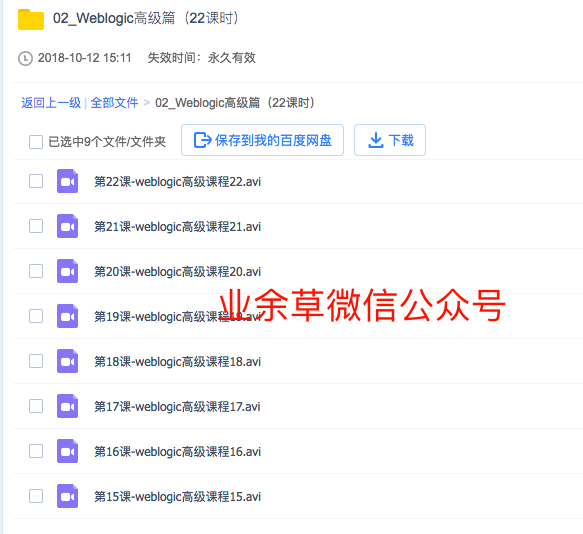 02_Weblogic高级篇（22课时）
2018-10-12 15:11 失效时间：永久有效
返回上一级 | 全部文件 > 02_Weblogic高级篇（22课时）
已选中9个文件/文件夹 保存到我的百度网盘 下载
第22课-weblogic高级课程22.avi
第21课-weblogic高级课程21.avi
第20课-weblogic高级课程20.avi
业余草微信公众号
第19课-weblogic高级课程19.avi
第18课-weblogic高级课程18.avi
第17课-weblogic高级课程17.avi
第16课-weblogic高级课程16.avi
第15课-weblogic高级课程15.avi